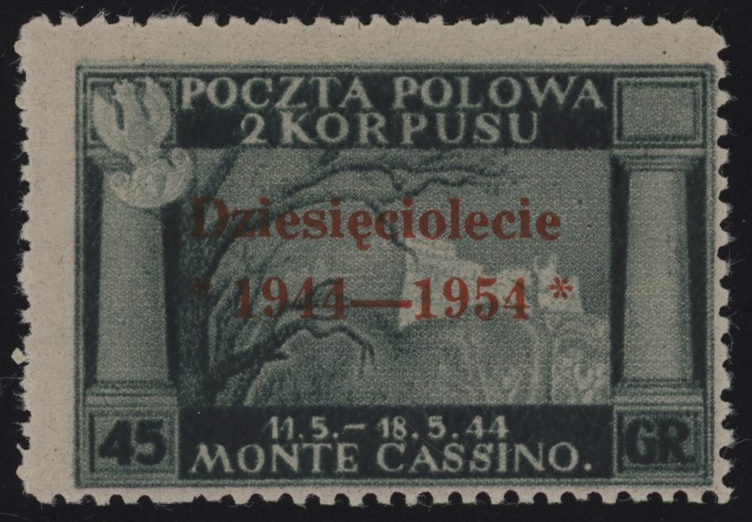 POCZTA POLOWA
2 KORPUSU
Dziesięciolecie
* 1944—1954 *
11.5.— 18.5.44
45 MONTE CASSINO. GR